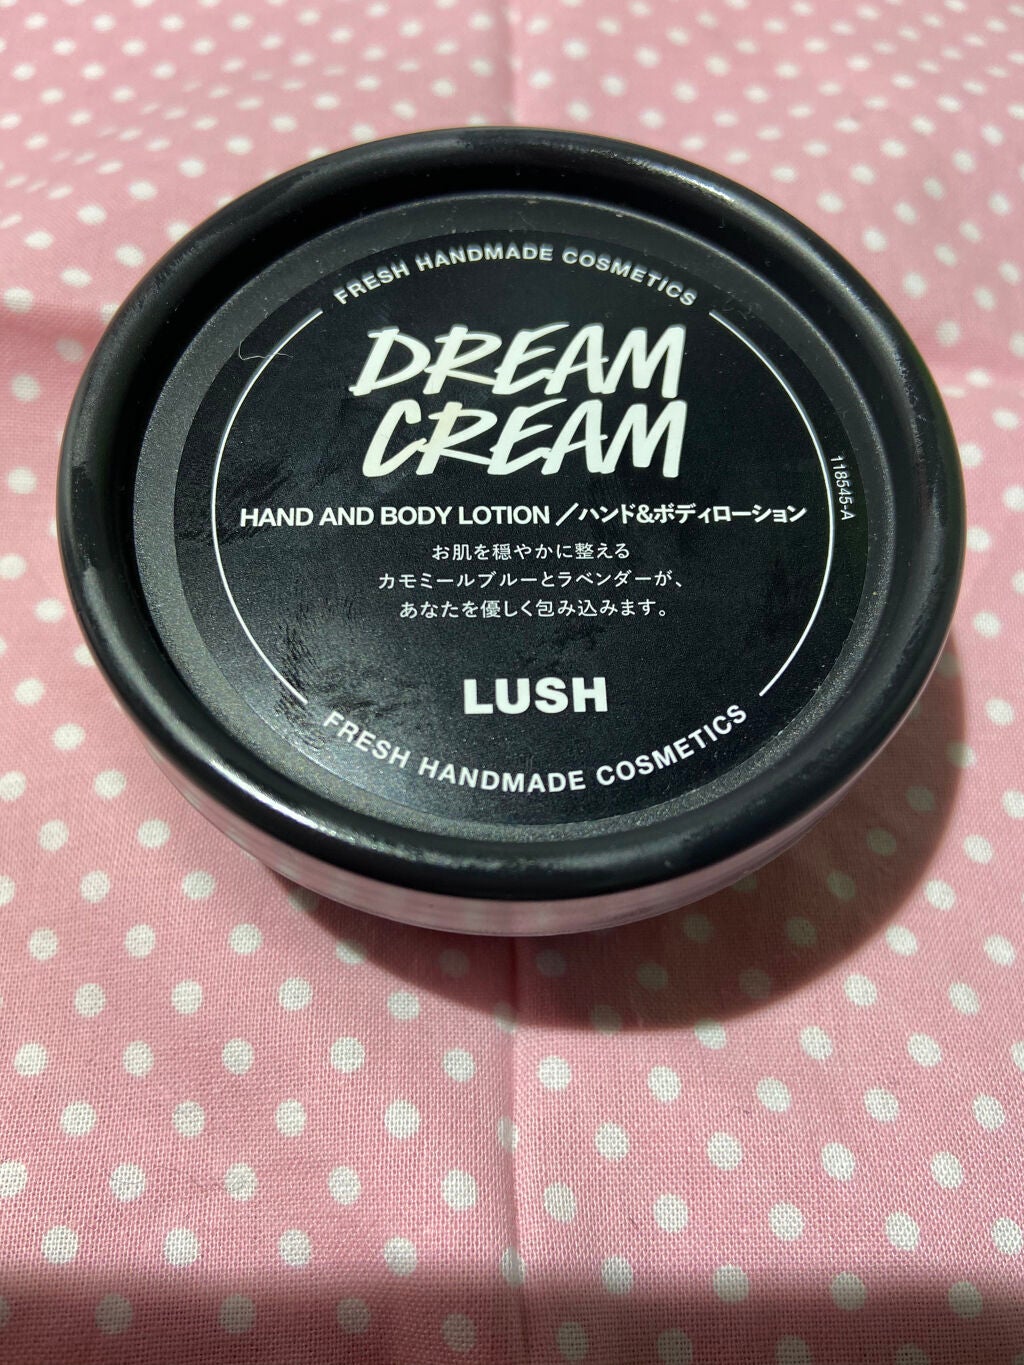 FRESH HANDMADE COSMETICS
DREAM
CREAM
HAND AND BODY LOTION /ハンド&ボディローション
お肌を穏やかに整える
カモミールブルーとラベンダーが、
あなたを優しく包み込みます。
LUSH
FRESH HANDMADE COSMETICS
118545-A